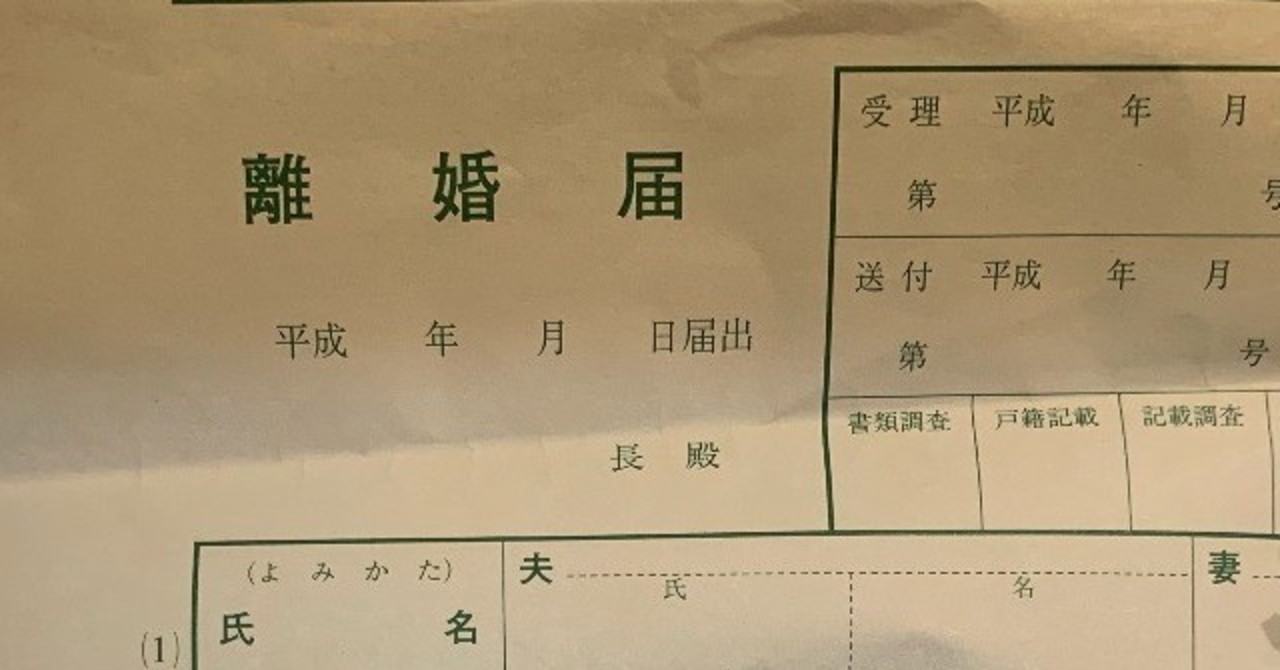 離婚届
平成 年 月 日届出
長 殿
受理 平成 年 月
第 号
送付 平成 年 月
第 号
書類調査 戸籍記載 記載調査
(よみかた)
氏 名
夫
氏 名
妻
(1)